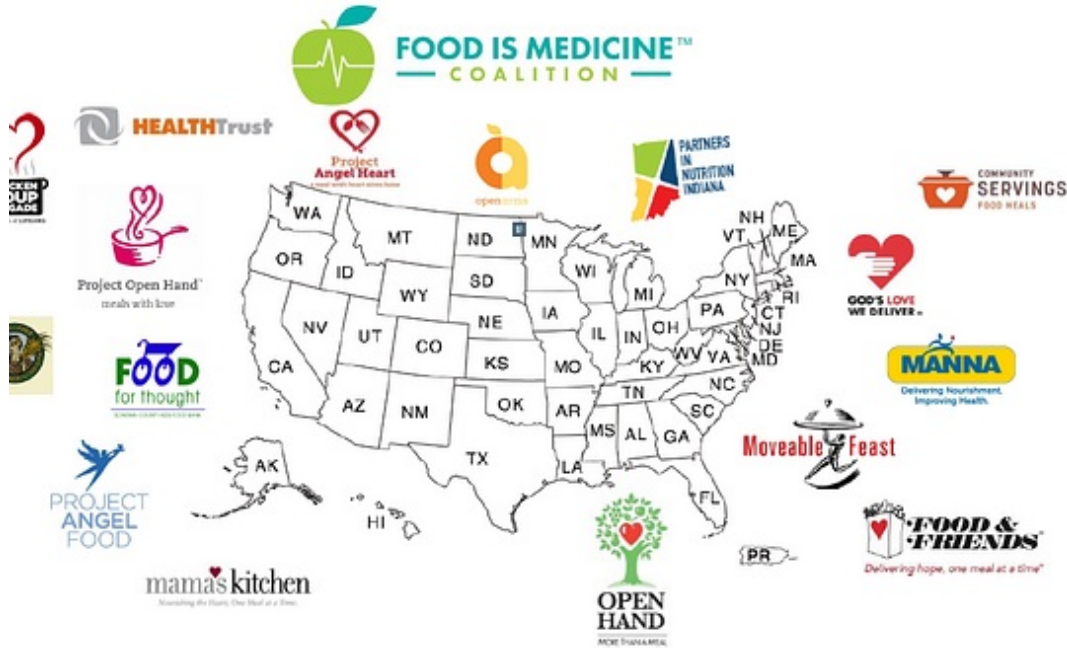 FOOD IS MEDICINE™
COALITION
HEALTHTrust
Project
Angel Heart
PARTNERS
IN
NUTRITION
INDIANA
COMMUNITY
SERVINGS
FOOD HEALS
Project Open Hand
meals with love
GOD'S LOVE
WE DELIVER
FOOD
for thought
MANNA
Delivering Nourishment.
Improving Health.
Moveable Feast
PROJECT
ANGEL
FOOD
FOOD &
FRIENDS
Delivering hope, one meal at a time
mama's kitchen
OPEN
HAND
MORE THAN A MEAL
WA
MT
ND
MN
NH
VT
ME
OR
ID
SD
WI
MI
NY
MA
WY
RI
PA
CT
NE
IA
NJ
NV
UT
CO
IL
IN
OH
DE
WV
VA
MD
CA
KS
MO
KY
NC
TN
AZ
NM
OK
AR
SC
MS
AL
GA
TX
LA
AK
FL
HI
PR